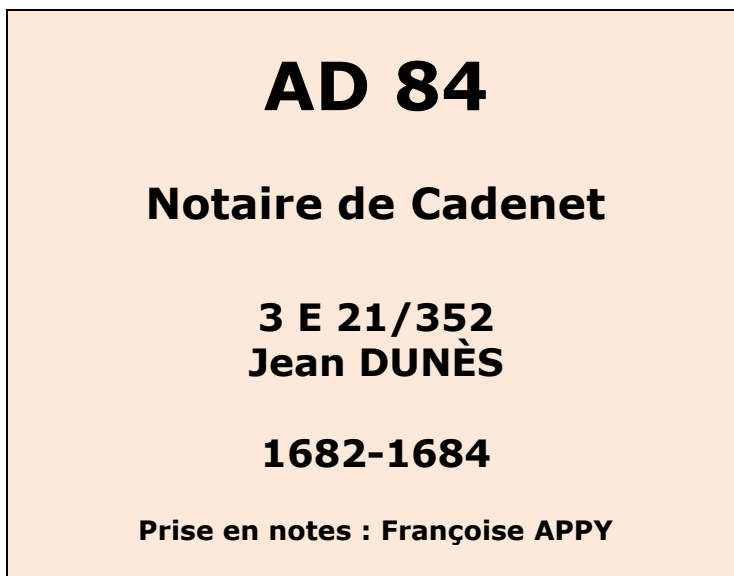 AD 84
Notaire de Cadenet
3 E 21/352
Jean DUNÈS
1682-1684
Prise en notes : Françoise APPY